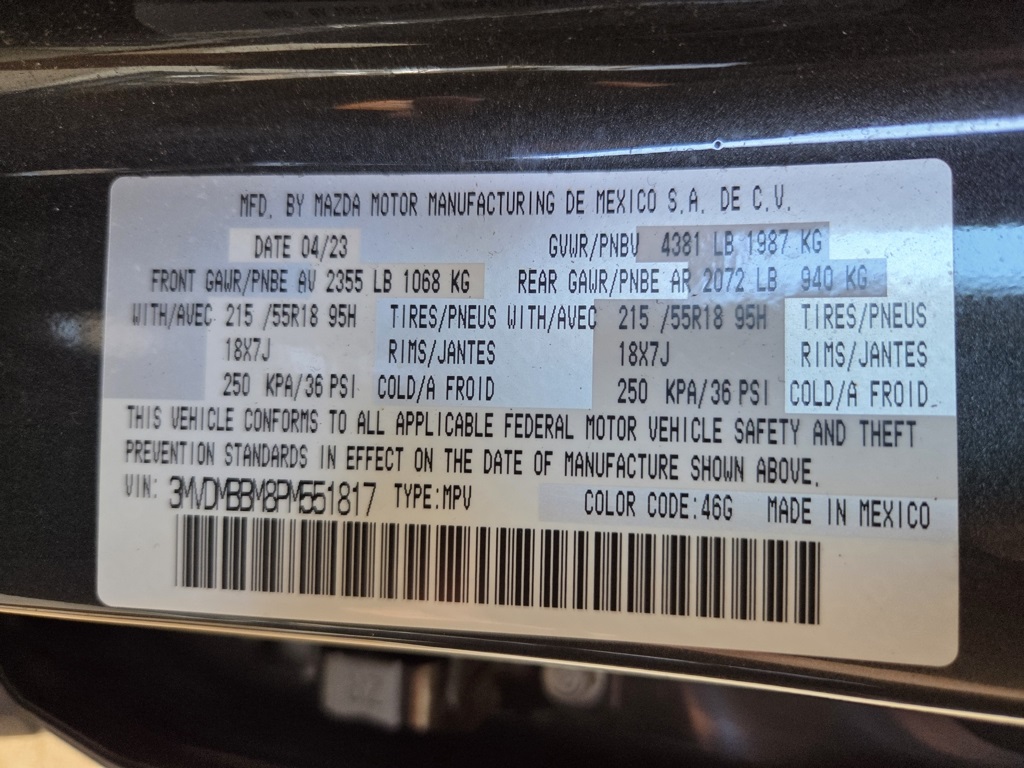 MFD. BY MAZDA MOTOR MANUFACTURING DE MEXICO S.A. DE C.V.
DATE 04/23 GVWR/PNBV 4381 LB 1987 KG
FRONT GAWR/PNBE AV 2355 LB 1068 KG REAR GAWR/PNBE AR 2072 LB 940 KG
WITH/AVEC 215 /55R18 95H TIRES/PNEUS WITH/AVEC 215 /55R18 95H TIRES/PNEUS
18X7J RIMS/JANTES 18X7J RIMS/JANTES
250 KPA/36 PSI COLD/A FROID 250 KPA/36 PSI COLD/A FROID
THIS VEHICLE CONFORMS TO ALL APPLICABLE FEDERAL MOTOR VEHICLE SAFETY AND THEFT
PREVENTION STANDARDS IN EFFECT ON THE DATE OF MANUFACTURE SHOWN ABOVE.
VIN: 3MVDMBBM8PM551817 TYPE:MPV COLOR CODE:46G MADE IN MEXICO